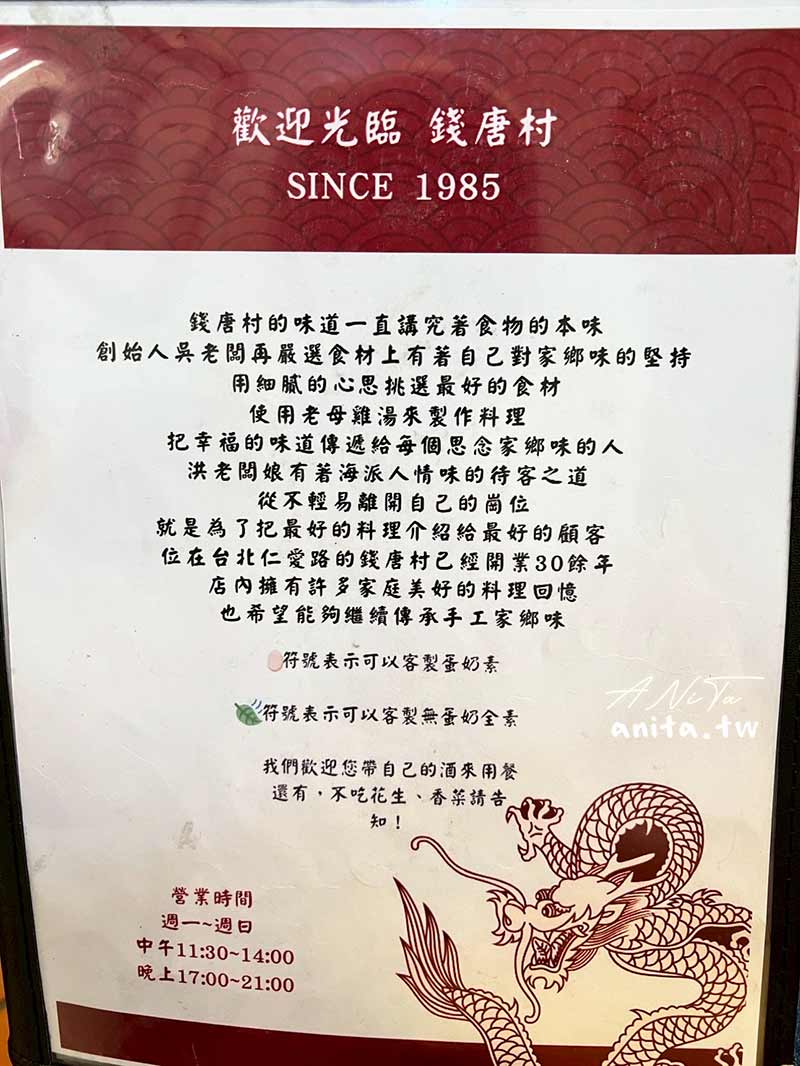 歡迎光臨 錢唐村
SINCE 1985
錢唐村的味道一直講究著食物的本味
創始人吳老闆再嚴選食材上有著自己對家鄉味的堅持
用細膩的心思挑選最好的食材
使用老母雞湯來製作料理
把幸福的味道傳遞給每個思念家鄉味的人
洪老闆娘有著海派人情味的待客之道
從不輕易離開自己的崗位
就是為了把最好的料理介紹給最好的顧客
位在台北仁愛路的錢唐村已經開業30餘年
店內擁有許多家庭美好的料理回憶
也希望能夠繼續傳承手工家鄉味
符號表示可以客製蛋奶素
符號表示可以客製無蛋奶全素
ANiTa
anita.tw
我們歡迎您帶自己的酒來用餐
還有，不吃花生、香菜請告
知！
營業時間
週一~週日
中午11:30~14:00
晚上17:00~21:00